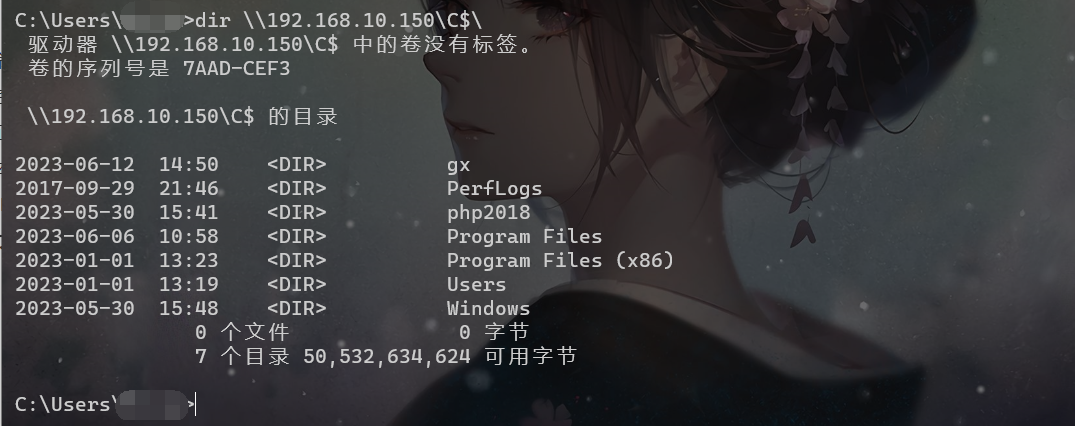 C:\Users\>dir \\192.168.10.150\C$\
驱动器 \\192.168.10.150\C$ 中的卷没有标签。
卷的序列号是 7AAD-CEF3
\\192.168.10.150\C$ 的目录
2023-06-12 14:50 <DIR> gx
2017-09-29 21:46 <DIR> PerfLogs
2023-05-30 15:41 <DIR> php2018
2023-06-06 10:58 <DIR> Program Files
2023-01-01 13:23 <DIR> Program Files (x86)
2023-01-01 13:19 <DIR> Users
2023-05-30 15:48 <DIR> Windows
0 个文件 0 字节
7 个目录 50,532,634,624 可用字节
C:\Users\>